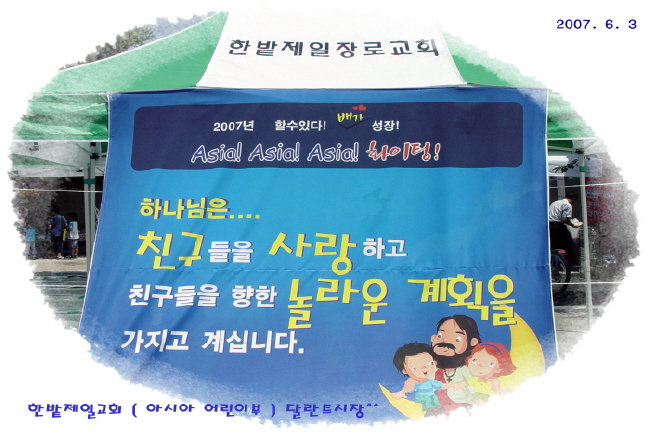 2007. 6. 3
한밭제일장로교회
2007년 할수있다! 배가 성장!
Asia! Asia! Asia! 화이팅!
하나님은....
친구들을 사랑하고
친구들을 향한 놀라운 계획을
가지고 계십니다.
한밭제일교회 ( 아시아 어린이부 ) 달란트시장^^